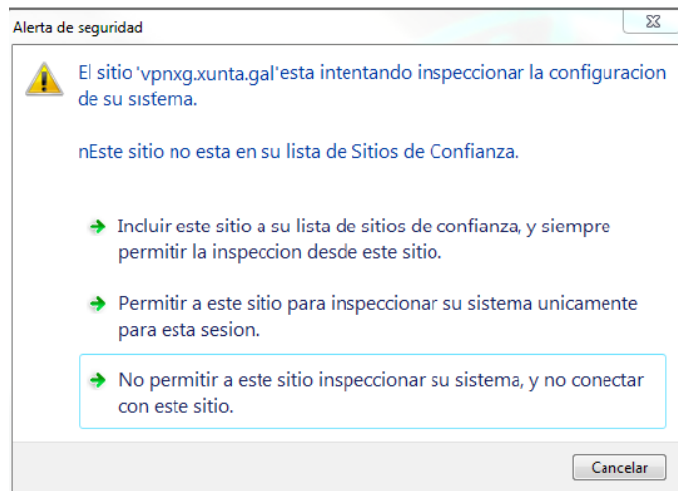 Alerta de seguridad
El sitio 'vpnxg.xunta.gal'esta intentando inspeccionar la configuracion
de su sistema.
nEste sitio no esta en su lista de Sitios de Confianza.
Incluir este sitio a su lista de sitios de confianza, y siempre
permitir la inspeccion desde este sitio.
Permitir a este sitio para inspeccionar su sistema unicamente
para esta sesion.
No permitir a este sitio inspeccionar su sistema, y no conectar
con este sitio.
Cancelar